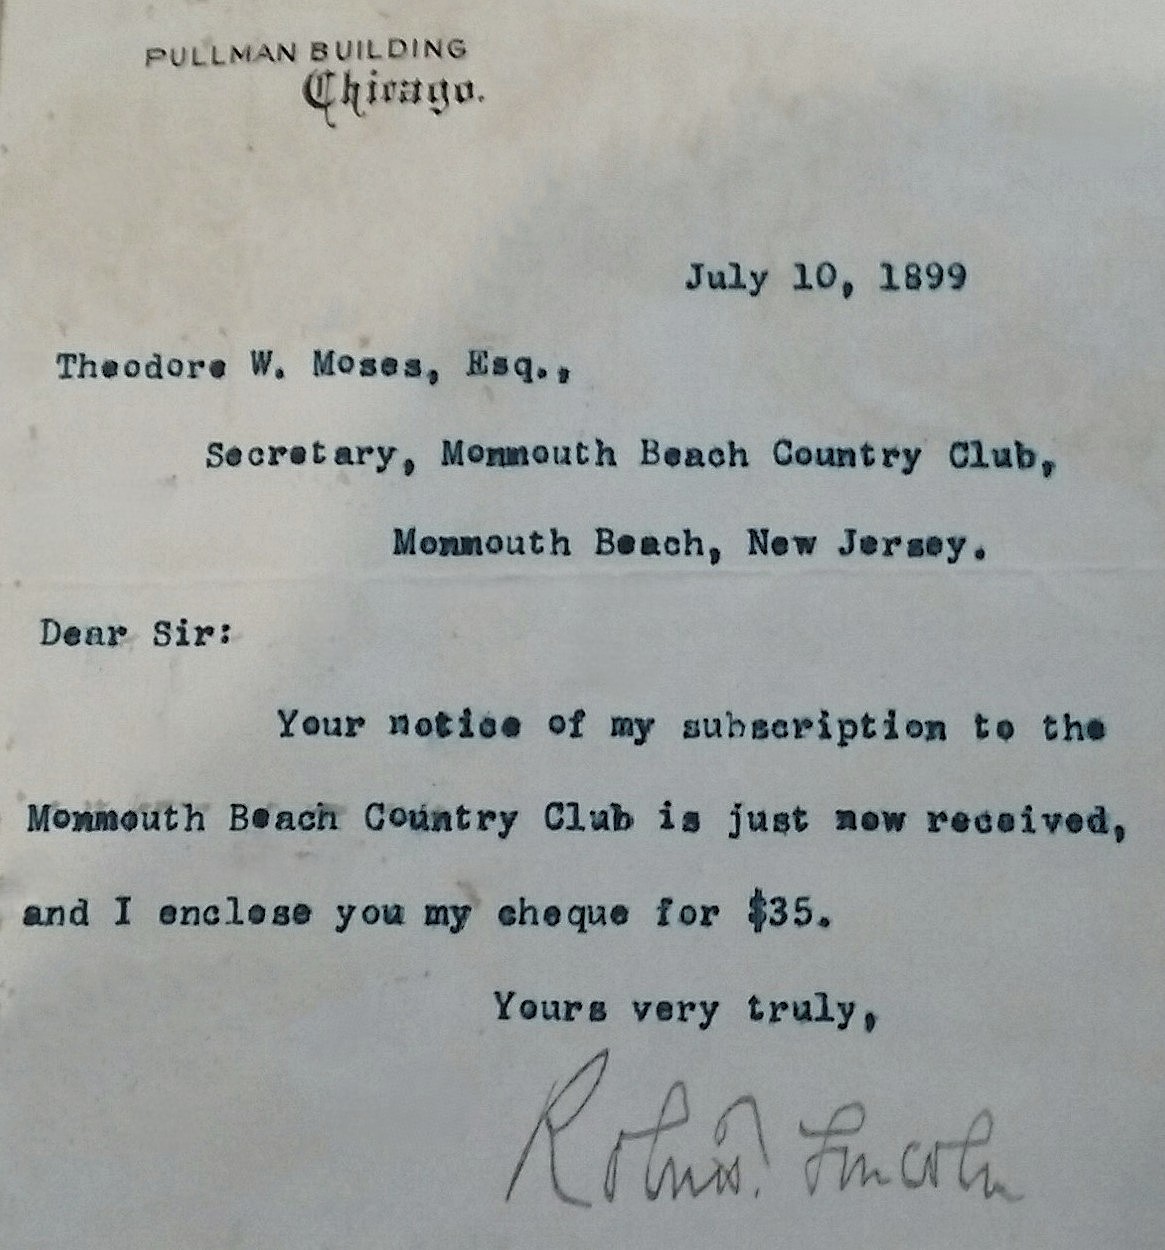 PULLMAN BUILDING
Chicago.
July 10, 1899
Theodore W. Moses, Esq.,
Secretary, Monmouth Beach Country Club,
Monmouth Beach, New Jersey.
Dear Sir:
Your notice of my subscription to the
Monmouth Beach Country Club is just now received,
and I enclose you my cheque for $35.
Yours very truly,
Robert T. Lincoln